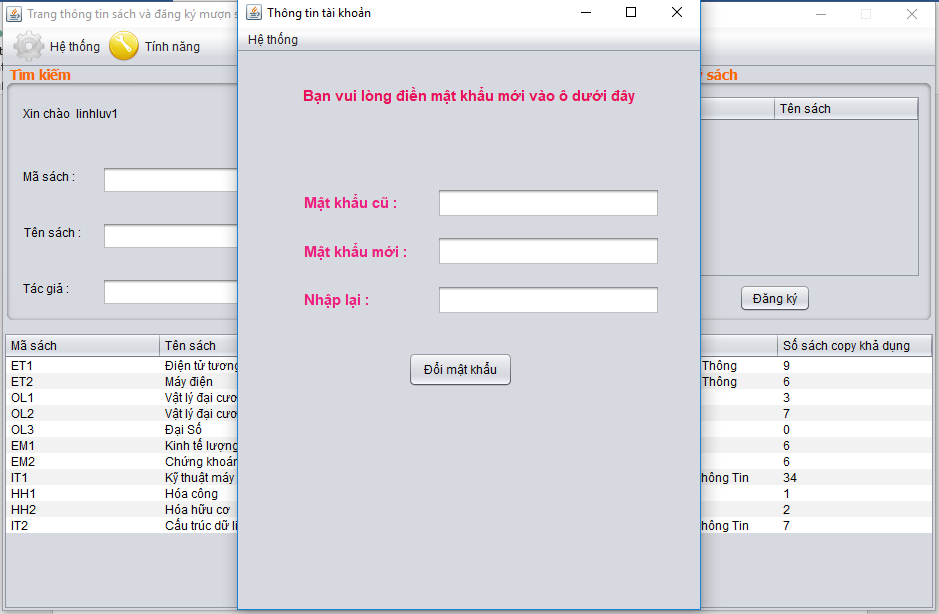 Trang thông tin sách và đăng ký mượn
Hệ thống
Tính năng
Tìm kiếm
Xin chào linhluv1
Mã sách :
Tên sách :
Tác giả :
Thông tin tài khoản
Hệ thống
Bạn vui lòng điền mật khẩu mới vào ô dưới đây
Mật khẩu cũ :
Mật khẩu mới :
Nhập lại :
Đổi mật khẩu
sách
Tên sách
Đăng ký
Mã sách Tên sách Số sách copy khả dụng
ET1 Điện tử tương Thông 9
ET2 Máy điện Thông 6
OL1 Vật lý đại cươ 3
OL2 Vật lý đại cươ 7
OL3 Đại Số 0
EM1 Kinh tế lượng 6
EM2 Chứng khoán 6
IT1 Kỹ thuật máy hông Tin 34
HH1 Hóa công 1
HH2 Hóa hữu cơ 2
IT2 Cấu trúc dữ li hông Tin 7